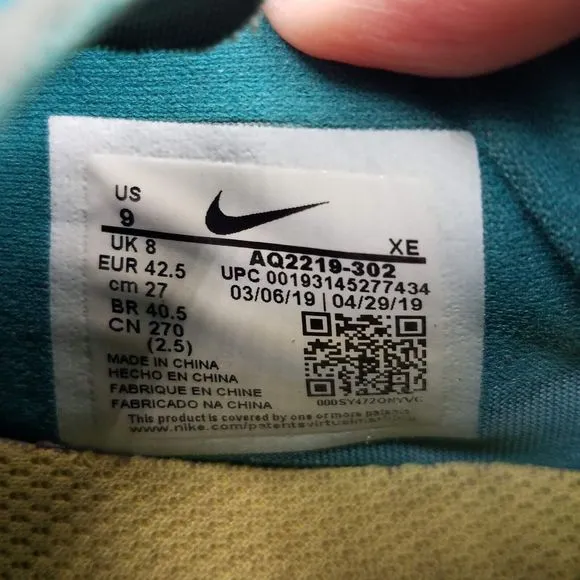 US
9
UK 8
EUR 42.5
cm 27
BR 40.5
CN 270
(2.5)
XE
AQ2219-302
UPC 00193145277434
03/06/19 | 04/29/19
MADE IN CHINA
HECHO EN CHINA
FABRIQUE EN CHINE
FABRICADO NA CHINA
This product is covered by one or more patents